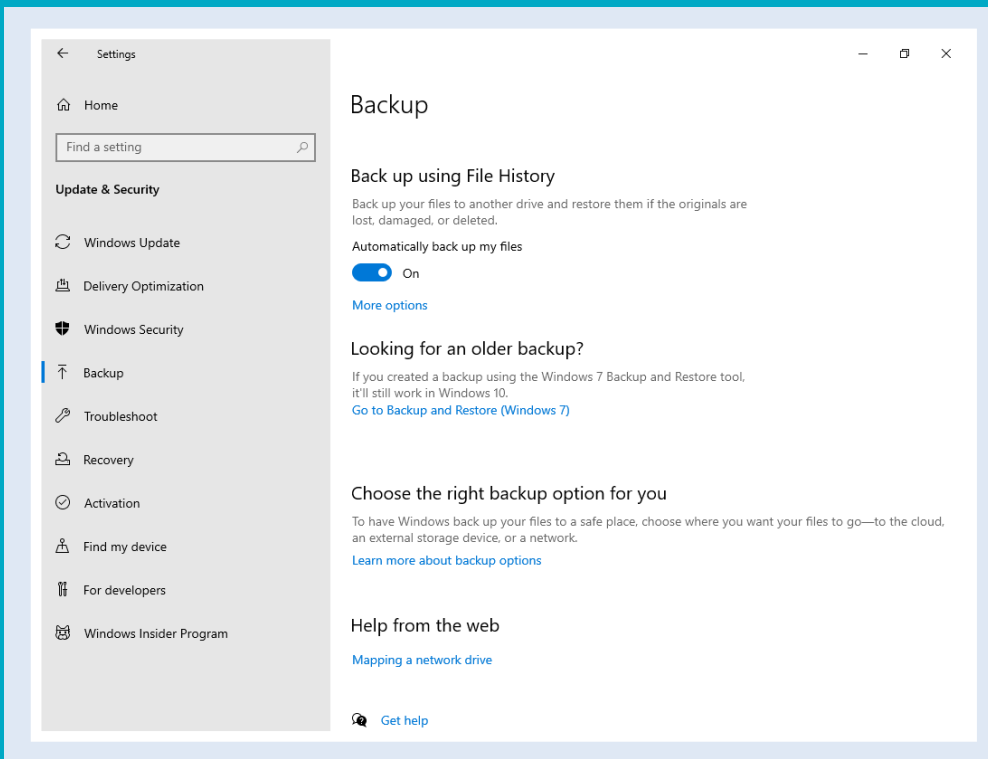 Settings
Home
Find a setting
Update & Security
Windows Update
Delivery Optimization
Windows Security
Backup
Troubleshoot
Recovery
Activation
Find my device
For developers
Windows Insider Program
Backup
Back up using File History
Back up your files to another drive and restore them if the originals are
lost, damaged, or deleted.
Automatically back up my files
On
More options
Looking for an older backup?
If you created a backup using the Windows 7 Backup and Restore tool,
it'll still work in Windows 10.
Go to Backup and Restore (Windows 7)
Choose the right backup option for you
To have Windows back up your files to a safe place, choose where you want your files to go—to the cloud,
an external storage device, or a network.
Learn more about backup options
Help from the web
Mapping a network drive
Get help